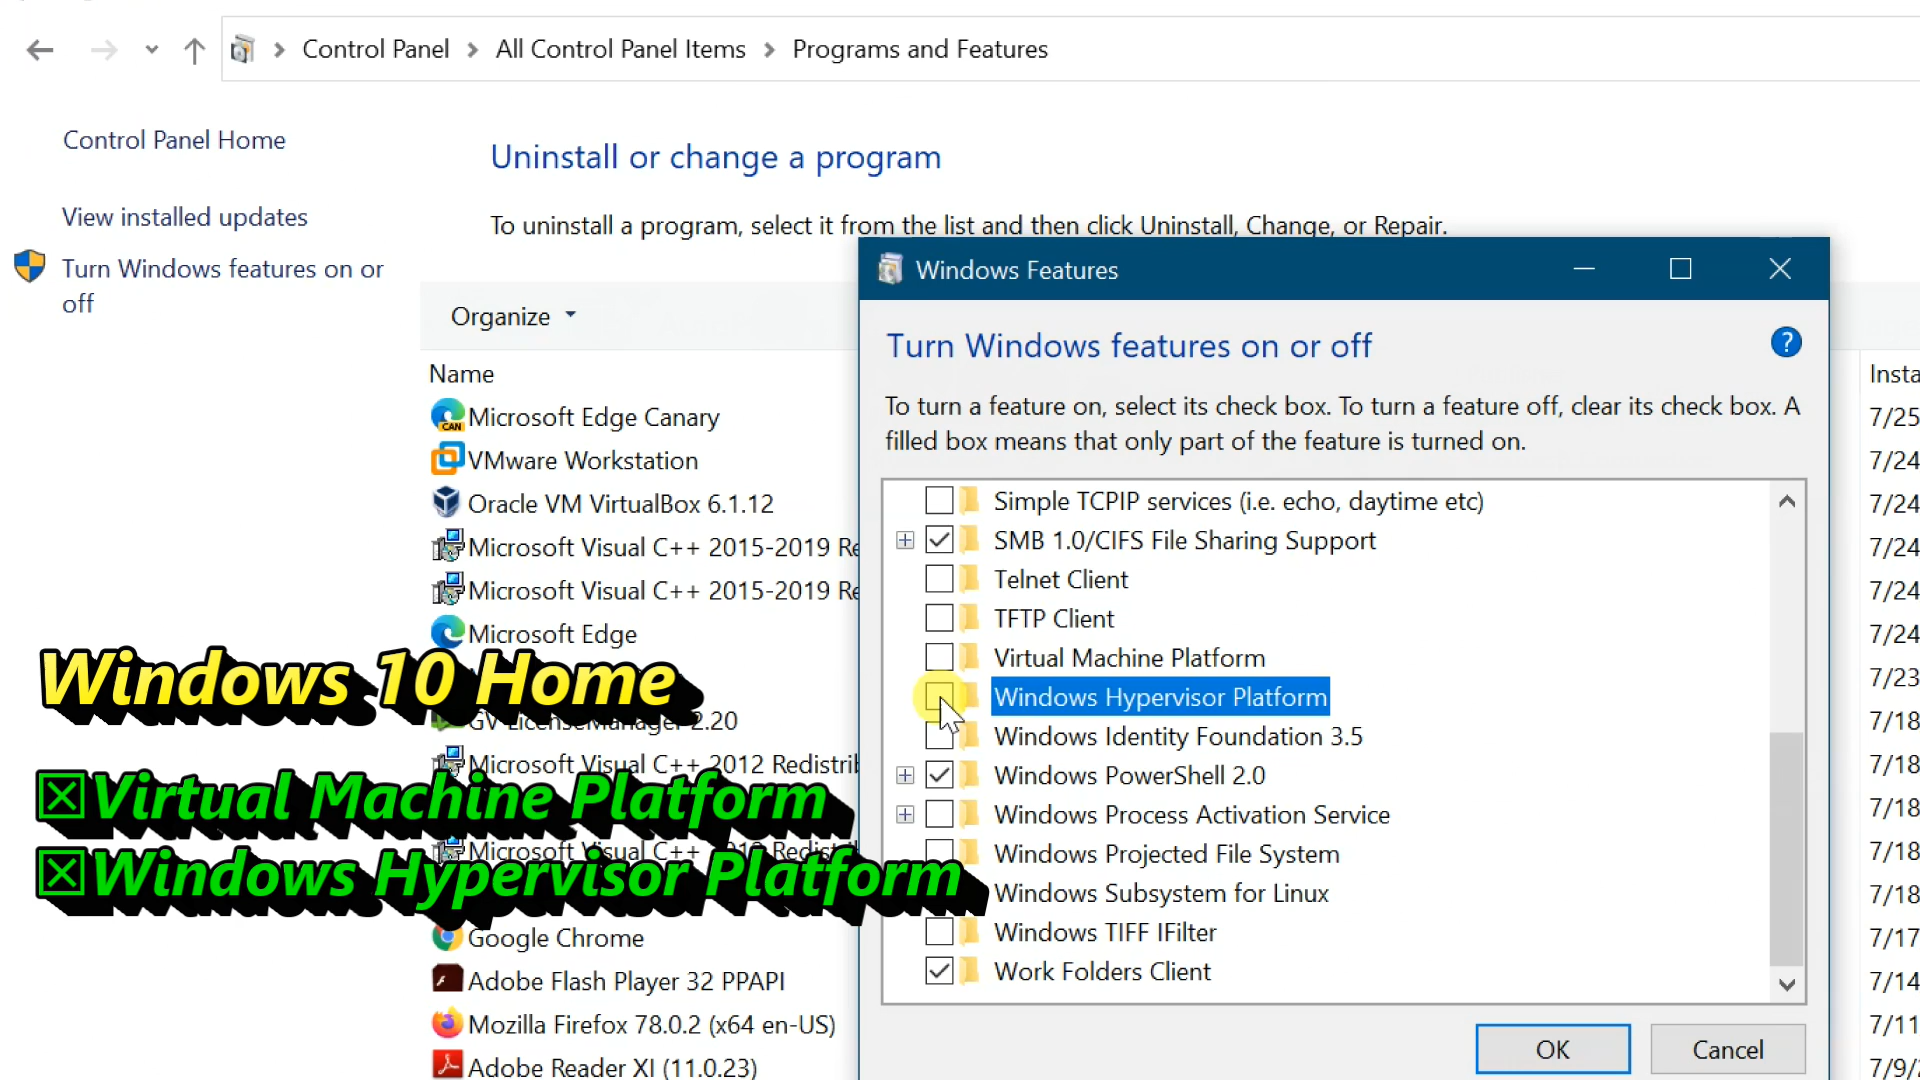 Control Panel > All Control Panel Items > Programs and Features
Control Panel Home
View installed updates
Turn Windows features on or
off
Uninstall or change a program
To uninstall a program, select it from the list and then click Uninstall, Change, or Repair.
Organize
Name
Microsoft Edge Canary
VMware Workstation
Oracle VM VirtualBox 6.1.12
Microsoft Visual C++ 2015-2019 Re
Microsoft Visual C++ 2015-2019 Re
Microsoft Edge
GV LicenseManager 2.20
Microsoft Visual C++ 2012 Redistrib
Microsoft Visual C++ Redistrib
Google Chrome
Adobe Flash Player 32 PPAPI
Mozilla Firefox 78.0.2 (x64 en-US)
Adobe Reader XI (11.0.23)
Windows 10 Home
☒Virtual Machine Platform
☒Windows Hypervisor Platform
Windows Features
Turn Windows features on or off
?
To turn a feature on, select its check box. To turn a feature off, clear its check box. A
filled box means that only part of the feature is turned on.
Simple TCPIP services (i.e. echo, daytime etc)
SMB 1.0/CIFS File Sharing Support
Telnet Client
TFTP Client
Virtual Machine Platform
Windows Hypervisor Platform
Windows Identity Foundation 3.5
Windows PowerShell 2.0
Windows Process Activation Service
Windows Projected File System
Windows Subsystem for Linux
Windows TIFF IFilter
Work Folders Client
OK
Cancel
Insta
7/25
7/24
7/24
7/24
7/24
7/24
7/23
7/18
7/18
7/18
7/18
7/18
7/17
7/14
7/11
7/9/